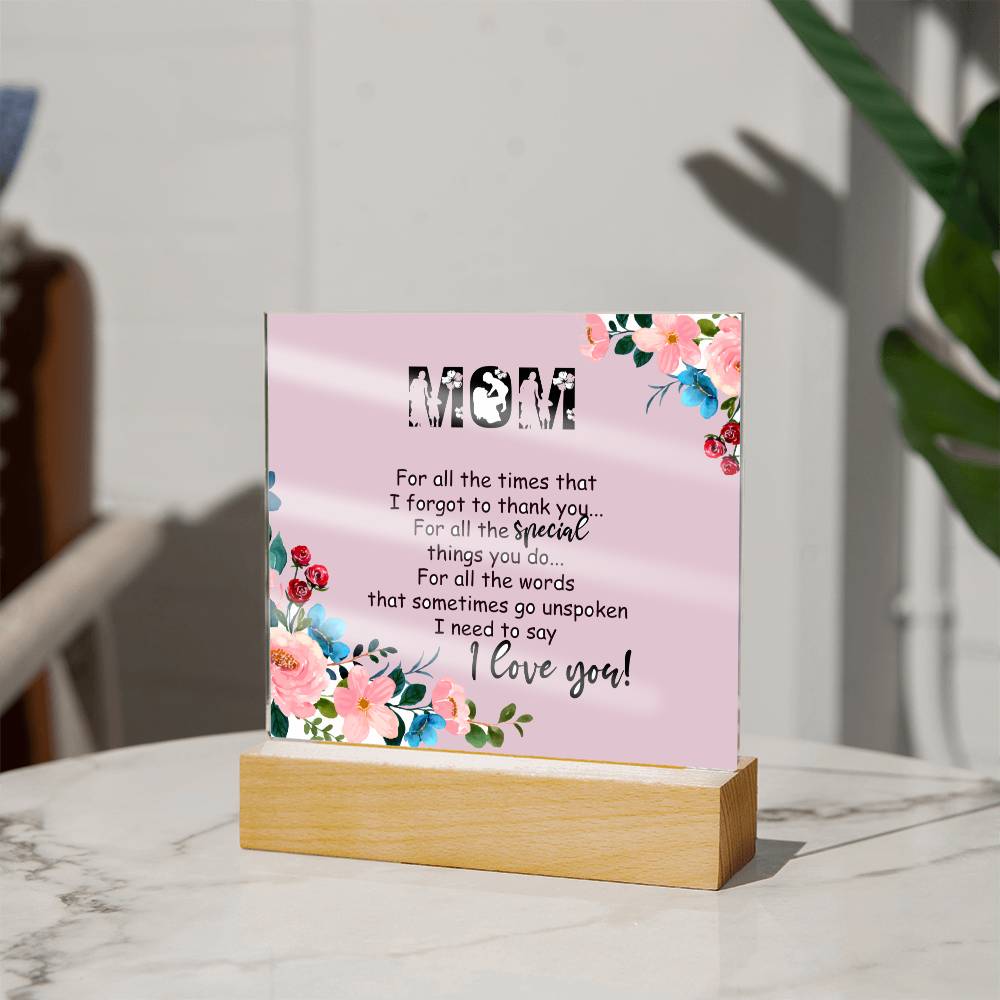 MOM
For all the times that
I forgot to thank you...
For all the special
things you do...
For all the words
that sometimes go unspoken
I need to say
I love you!